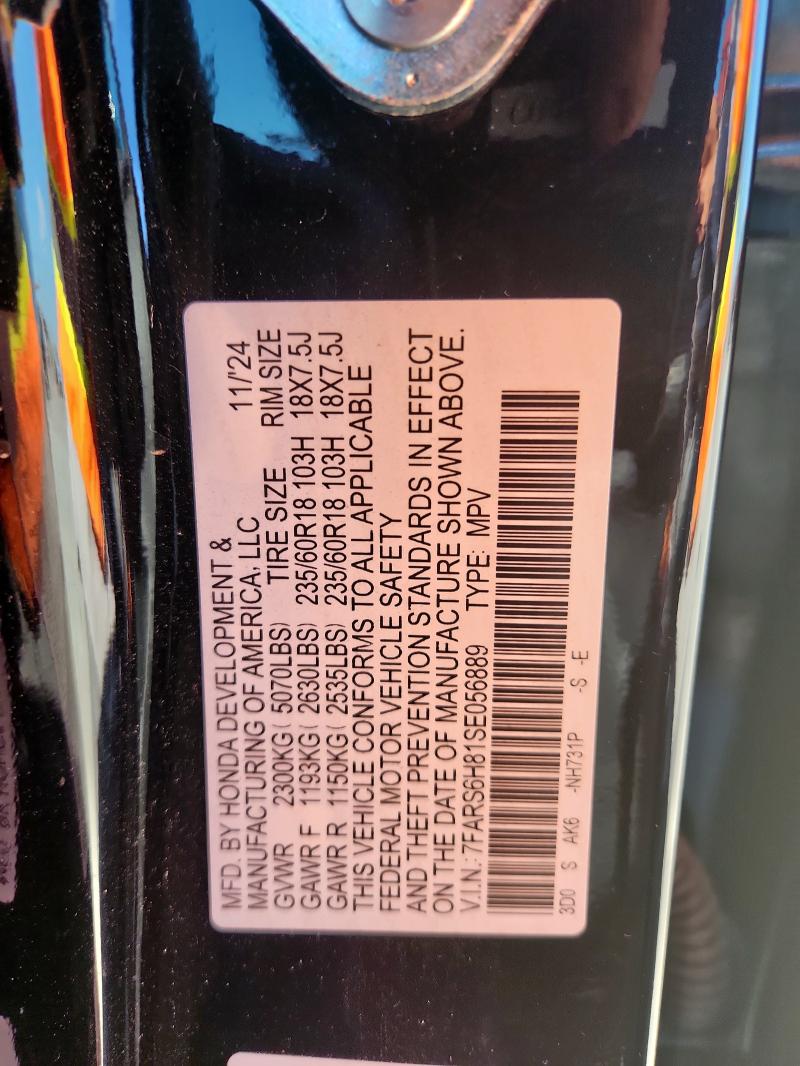 MFD. BY HONDA DEVELOPMENT &
MANUFACTURING OF AMERICA, LLC 11/'24
GVWR 2300KG ( 5070LBS) TIRE SIZE RIM SIZE
GAWR F 1193KG ( 2630LBS) 235/60R18 103H 18X7.5J
GAWR R 1150KG ( 2535LBS) 235/60R18 103H 18X7.5J
THIS VEHICLE CONFORMS TO ALL APPLICABLE
FEDERAL MOTOR VEHICLE SAFETY
AND THEFT PREVENTION STANDARDS IN EFFECT
ON THE DATE OF MANUFACTURE SHOWN ABOVE.
V.I.N.: 7FARS6H81SE056889 TYPE: MPV
3D0 S AK6 -NH731P -S -E